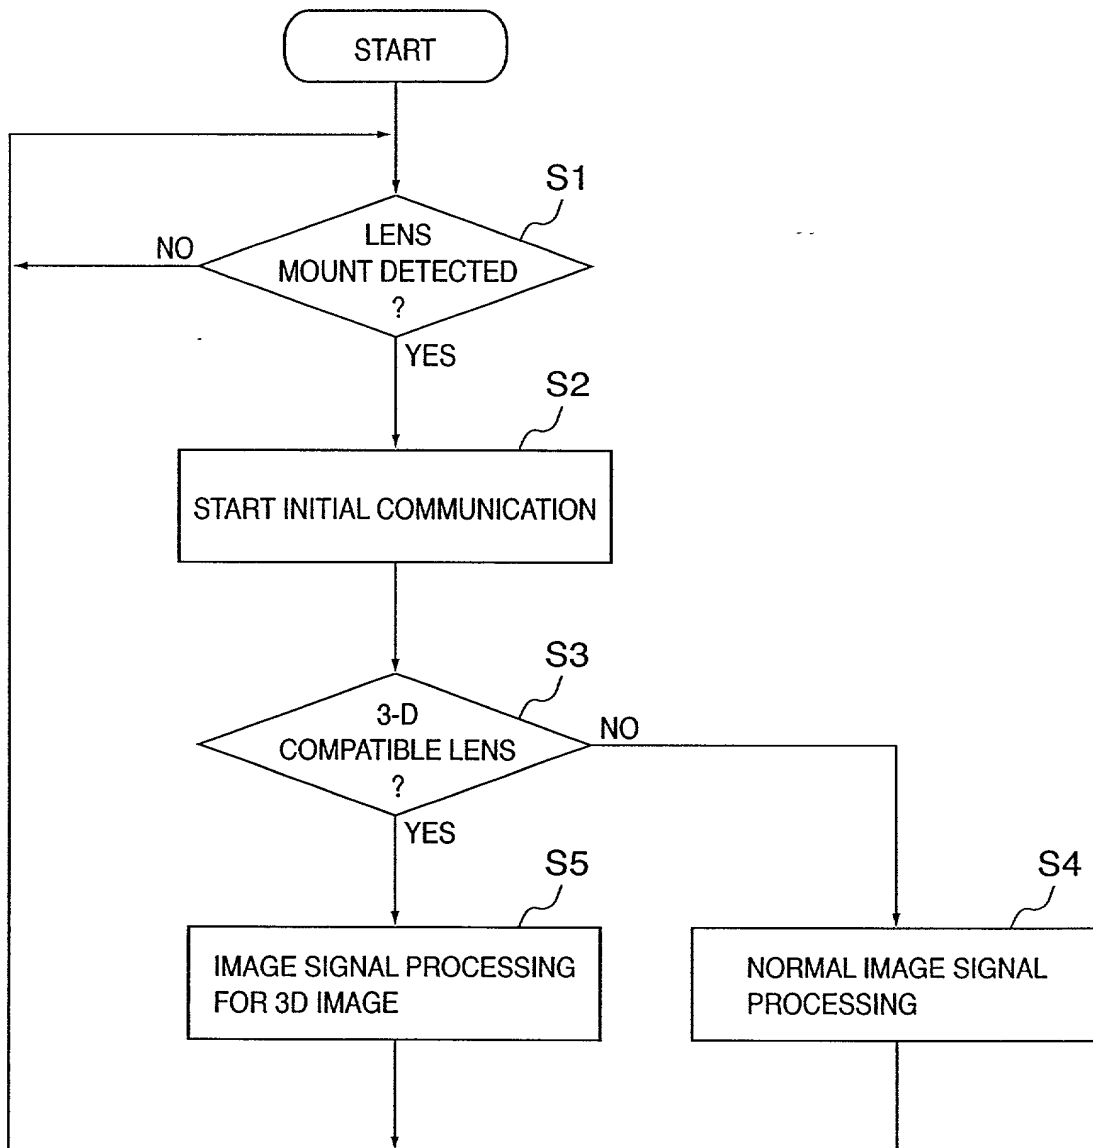 START
S1
LENS
MOUNT DETECTED
?
NO
YES
S2
START INITIAL COMMUNICATION
S3
3-D
COMPATIBLE LENS
?
NO
YES
S5
IMAGE SIGNAL PROCESSING
FOR 3D IMAGE
S4
NORMAL IMAGE SIGNAL
PROCESSING